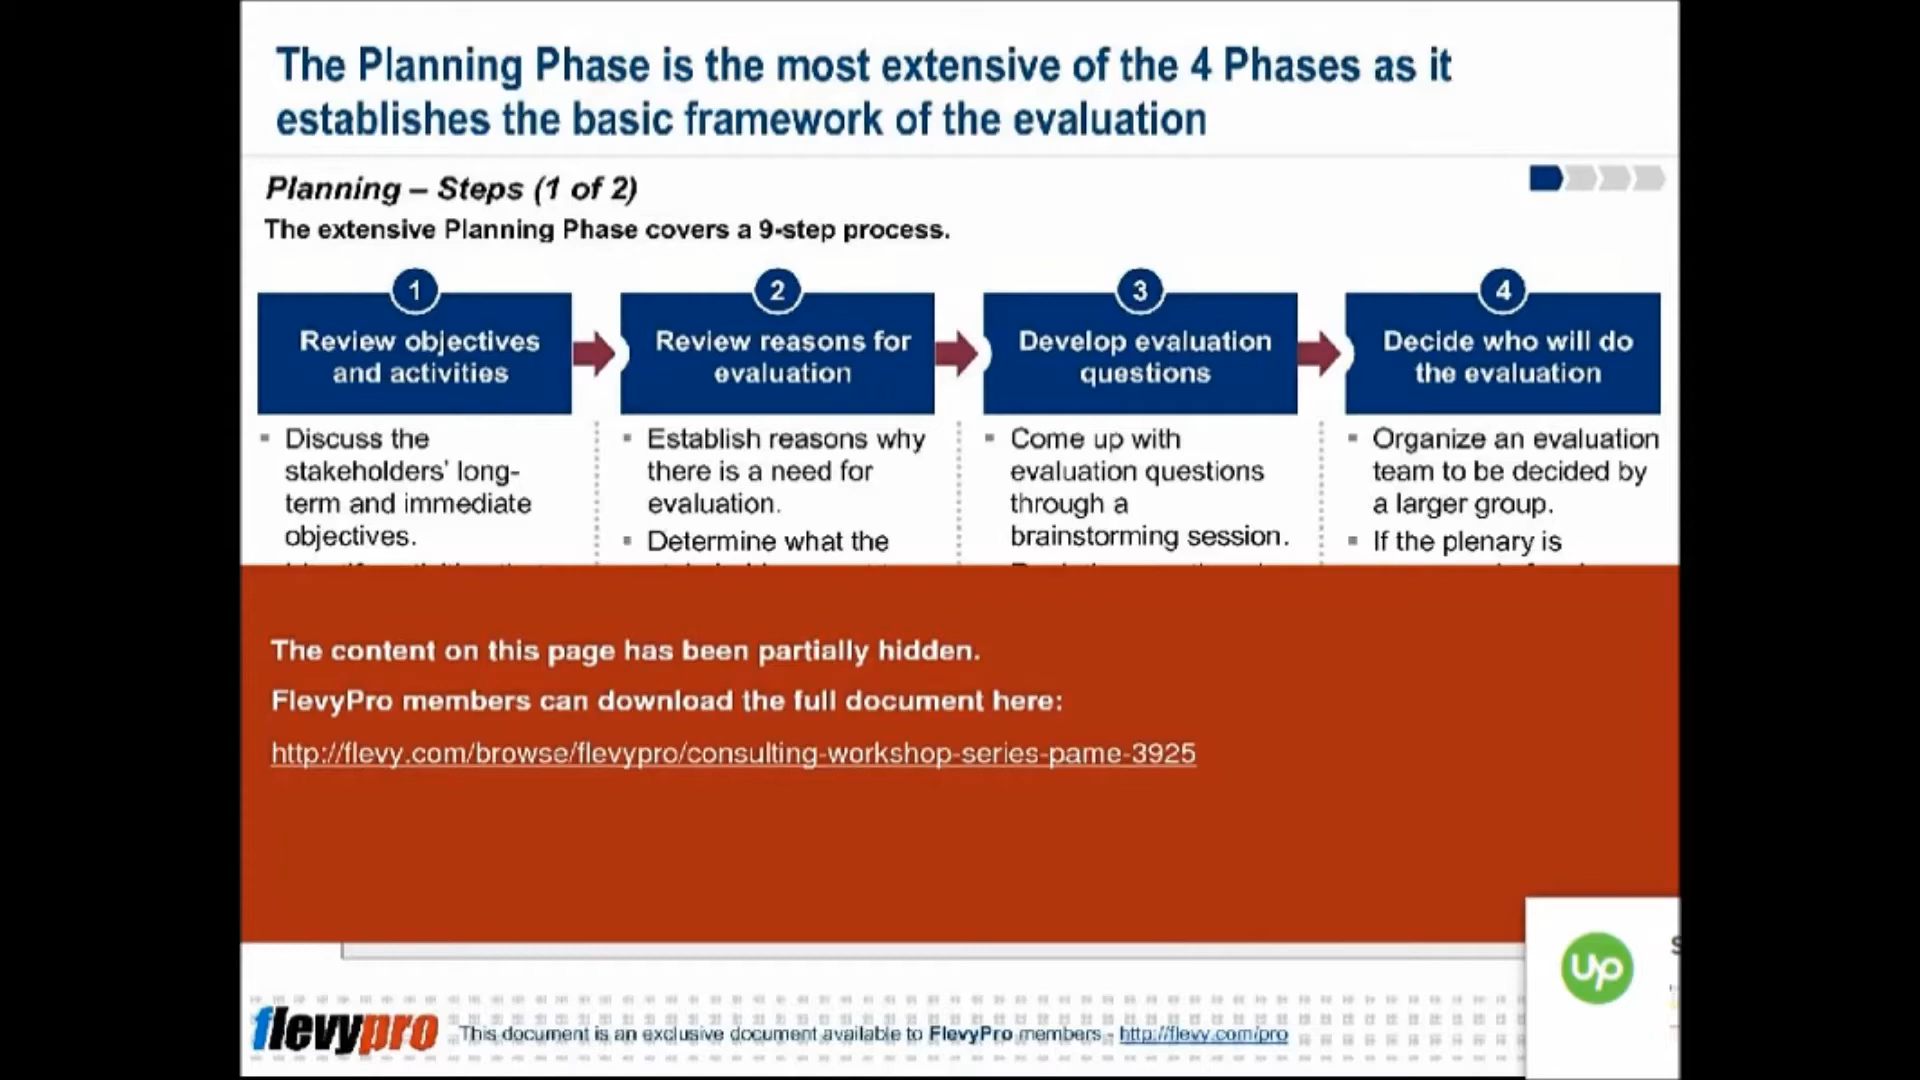 The Planning Phase is the most extensive of the 4 Phases as it
establishes the basic framework of the evaluation
Planning – Steps (1 of 2)
The extensive Planning Phase covers a 9-step process.
1
Review objectives
and activities
Discuss the
stakeholders' long-
term and immediate
objectives.
2
Review reasons for
evaluation
Establish reasons why
there is a need for
evaluation.
Determine what the
3
Develop evaluation
questions
Come up with
evaluation questions
through a
brainstorming session.
4
Decide who will do
the evaluation
Organize an evaluation
team to be decided by
a larger group.
If the plenary is
The content on this page has been partially hidden.
FlevyPro members can download the full document here:
http://flevy.com/browse/flevypro/consulting-workshop-series-pame-3925
Up
flevypro
This document is an exclusive document available to FlevyPro members - http://flevy.com/pro